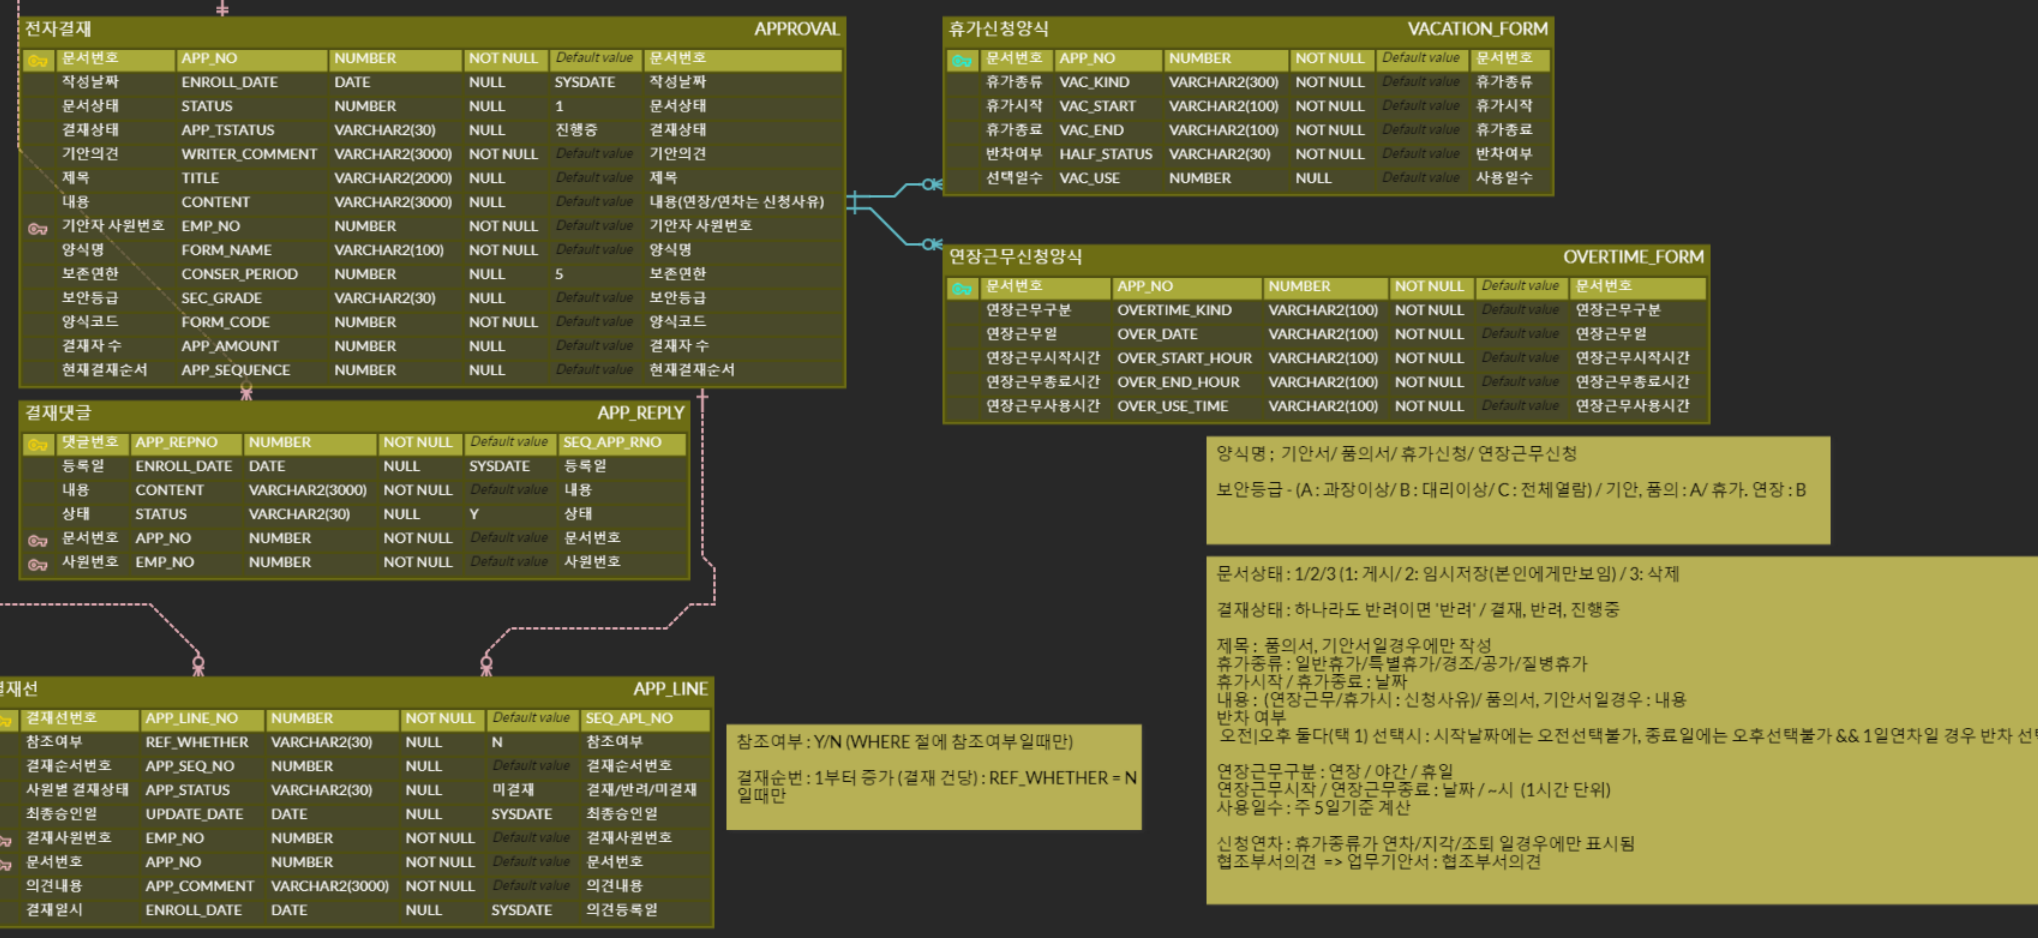 전자결재 APPROVAL
문서번호 APP_NO NUMBER NOT NULL Default value 문서번호
작성날짜 ENROLL_DATE DATE NULL SYSDATE 작성날짜
문서상태 STATUS NUMBER NULL 1 문서상태
결재상태 APP_TSTATUS VARCHAR2(30) NULL 진행중 결재상태
기안의견 WRITER_COMMENT VARCHAR2(3000) NOT NULL Default value 기안의견
제목 TITLE VARCHAR2(2000) NULL Default value 제목
내용 CONTENT VARCHAR2(3000) NULL Default value 내용(연장/연차는 신청사유)
기안자 사원번호 EMP_NO NUMBER NOT NULL Default value 기안자 사원번호
양식명 FORM_NAME VARCHAR2(100) NOT NULL Default value 양식명
보존연한 CONSER_PERIOD NUMBER NULL 5 보존연한
보안등급 SEC_GRADE VARCHAR2(30) NULL Default value 보안등급
양식코드 FORM_CODE NUMBER NOT NULL Default value 양식코드
결재자 수 APP_AMOUNT NUMBER NULL Default value 결재자 수
현재결재순서 APP_SEQUENCE NUMBER NULL Default value 현재결재순서
휴가신청양식 VACATION_FORM
문서번호 APP_NO NUMBER NOT NULL Default value 문서번호
휴가종류 VAC_KIND VARCHAR2(300) NOT NULL Default value 휴가종류
휴가시작 VAC_START VARCHAR2(100) NOT NULL Default value 휴가시작
휴가종료 VAC_END VARCHAR2(100) NOT NULL Default value 휴가종료
반차여부 HALF_STATUS VARCHAR2(30) NOT NULL Default value 반차여부
선택일수 VAC_USE NUMBER NULL Default value 사용일수
연장근무신청양식 OVERTIME_FORM
문서번호 APP_NO NUMBER NOT NULL Default value 문서번호
연장근무구분 OVERTIME_KIND VARCHAR2(100) NOT NULL Default value 연장근무구분
연장근무일 OVER_DATE VARCHAR2(100) NOT NULL Default value 연장근무일
연장근무시작시간 OVER_START_HOUR VARCHAR2(100) NOT NULL Default value 연장근무시작시간
연장근무종료시간 OVER_END_HOUR VARCHAR2(100) NOT NULL Default value 연장근무종료시간
연장근무사용시간 OVER_USE_TIME VARCHAR2(100) NOT NULL Default value 연장근무사용시간
결재댓글 APP_REPLY
댓글번호 APP_REPNO NUMBER NOT NULL Default value SEQ_APP_RNO
등록일 ENROLL_DATE DATE NULL SYSDATE 등록일
내용 CONTENT VARCHAR2(3000) NOT NULL Default value 내용
상태 STATUS VARCHAR2(30) NULL Y 상태
문서번호 APP_NO NUMBER NOT NULL Default value 문서번호
사원번호 EMP_NO NUMBER NOT NULL Default value 사원번호
양식명 ; 기안서/ 품의서/ 휴가신청/ 연장근무신청
보안등급 - (A : 과장이상/ B : 대리이상/ C : 전체열람) / 기안, 품의 : A/ 휴가. 연장 : B
문서상태 : 1/2/3 (1: 게시/ 2: 임시저장(본인에게만보임) / 3: 삭제
결재상태 : 하나라도 반려이면 '반려' / 결재, 반려, 진행중
제목 : 품의서, 기안서일경우에만 작성
휴가종류 : 일반휴가/특별휴가/경조/공가/질병휴가
휴가시작 / 휴가종료 : 날짜
내용 : (연장근무/휴가시 : 신청사유)/ 품의서, 기안서일경우 : 내용
반차 여부
오전|오후 둘다(택 1) 선택시 : 시작날짜에는 오전선택불가, 종료일에는 오후선택불가 && 1일연차일 경우 반차 선
연장근무구분 : 연장 / 야간 / 휴일
연장근무시작 / 연장근무종료 : 날짜 / ~시 (1시간 단위)
사용일수 : 주 5일기준 계산
신청연차 : 휴가종류가 연차/지각/조퇴 일경우에만 표시됨
협조부서의견 => 업무기안서 : 협조부서의견
결재선 APP_LINE
결재선번호 APP_LINE_NO NUMBER NOT NULL Default value SEQ_APL_NO
참조여부 REF_WHETHER VARCHAR2(30) NULL N 참조여부
결재순서번호 APP_SEQ_NO NUMBER NULL Default value 결재순서번호
사원별 결재상태 APP_STATUS VARCHAR2(30) NULL 미결재 결재/반려/미결재
최종승인일 UPDATE_DATE DATE NULL SYSDATE 최종승인일
결재사원번호 EMP_NO NUMBER NOT NULL Default value 결재사원번호
문서번호 APP_NO NUMBER NOT NULL Default value 문서번호
의견내용 APP_COMMENT VARCHAR2(3000) NOT NULL Default value 의견내용
결재일시 ENROLL_DATE DATE NULL SYSDATE 의견등록일
참조여부 : Y/N (WHERE 절에 참조여부일때만)
결재순번 : 1부터 증가 (결재 건당) : REF_WHETHER = N
일때만